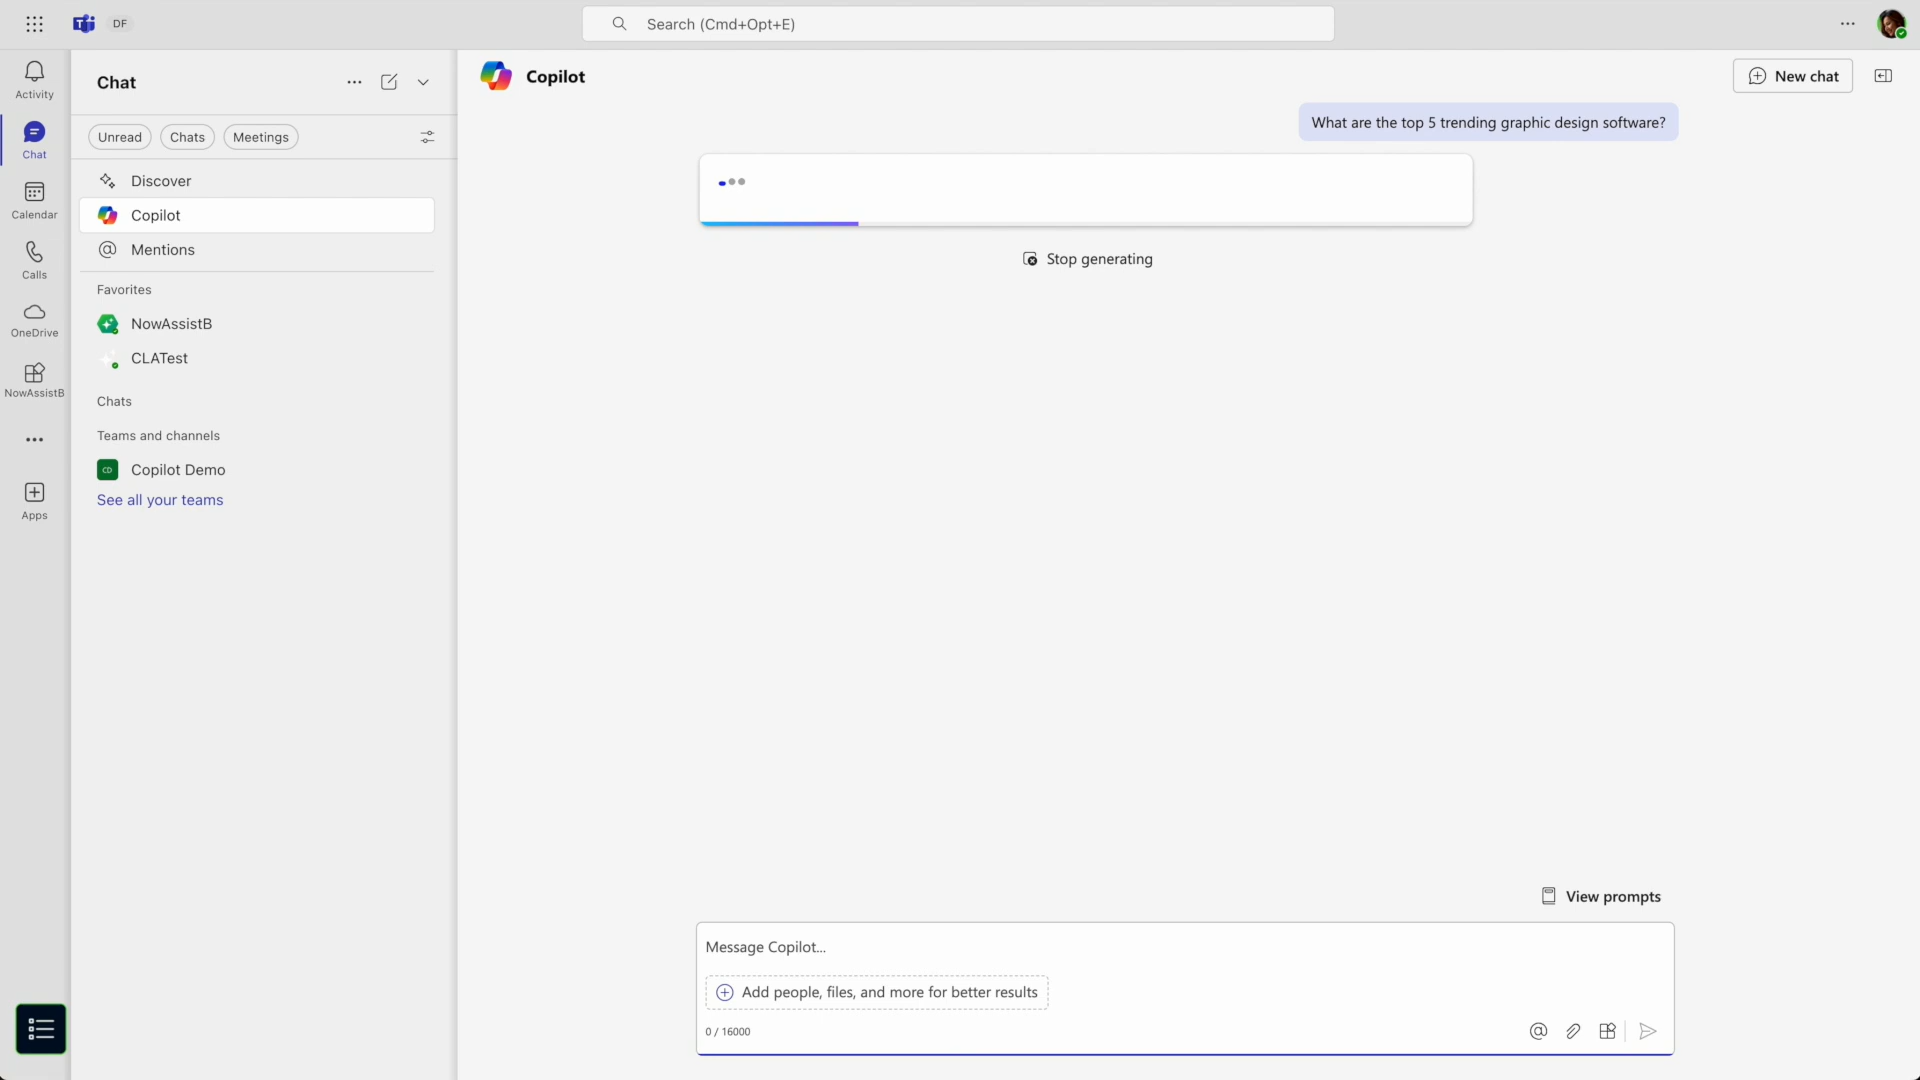 DF
Search (Cmd+Opt+E)
Activity
Chat
Calendar
Calls
OneDrive
NowAssistB
Apps
Chat
Unread
Chats
Meetings
Discover
Copilot
@ Mentions
Favorites
NowAssistB
CLATest
Chats
Teams and channels
CD Copilot Demo
See all your teams
Copilot
New chat
What are the top 5 trending graphic design software?
Stop generating
View prompts
Message Copilot...
Add people, files, and more for better results
0 / 16000